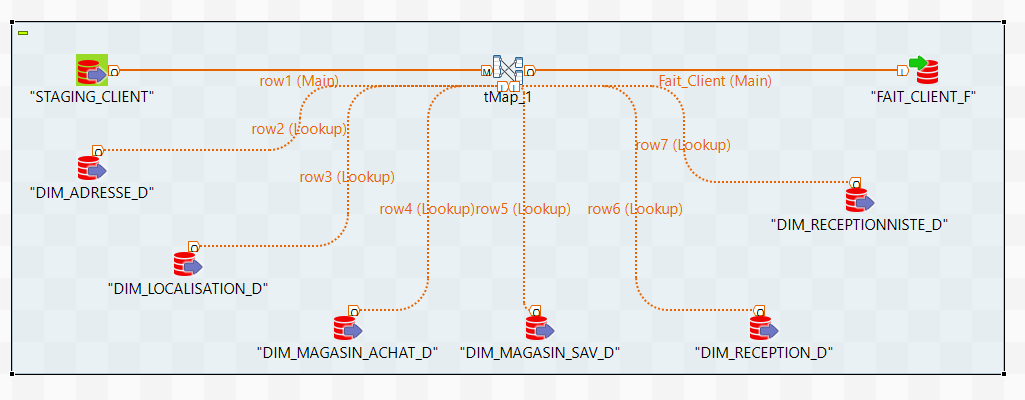 row1 (Main)
Fait_Client (Main)
"STAGING_CLIENT"
tMap_1
"FAIT_CLIENT_F"
row2 (Lookup)
row7 (Lookup)
row3 (Lookup)
"DIM_ADRESSE_D"
row4 (Lookup)
row5 (Lookup)
row6 (Lookup)
"DIM_RECEPTIONNISTE_D"
"DIM_LOCALISATION_D"
"DIM_MAGASIN_ACHAT_D"
"DIM_MAGASIN_SAV_D"
"DIM_RECEPTION_D"